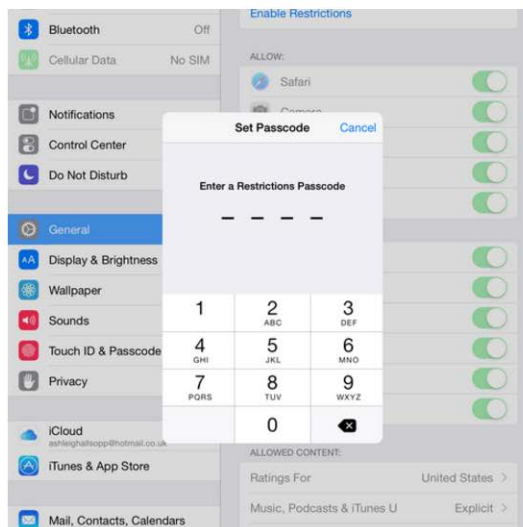 Bluetooth Off
Cellular Data No SIM
Notifications
Control Center
Do Not Disturb
General
Display & Brightness
Wallpaper
Sounds
Touch ID & Passcode
Privacy
iCloud
ashleighallsopp@hotmail.co.uk
iTunes & App Store
Mail, Contacts, Calendars
Enable Restrictions
ALLOW:
Safari
Camera
Set Passcode Cancel
Enter a Restrictions Passcode
1 2 3
ABC DEF
4 5 6
GHI JKL MNO
7 8 9
PQRS TUV WXYZ
0
ALLOWED CONTENT:
Ratings For United States >
Music, Podcasts & iTunes U Explicit >